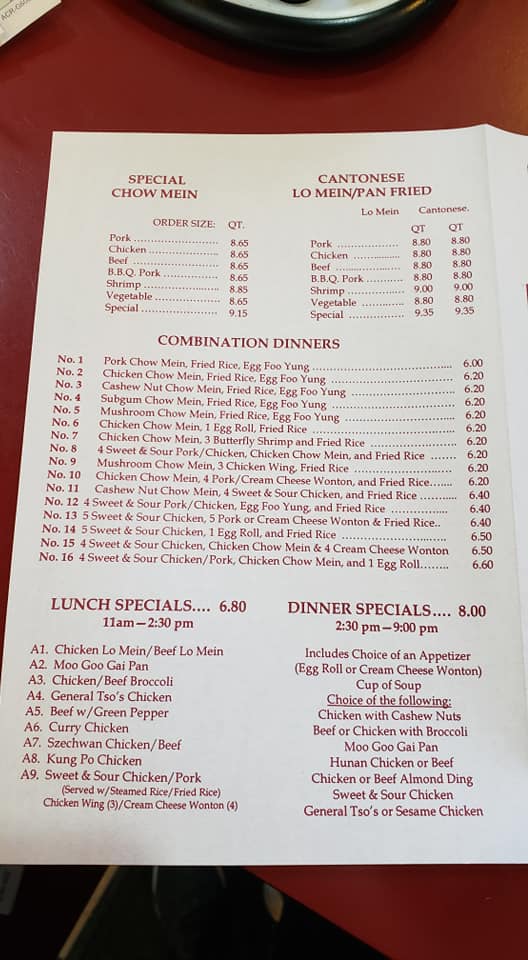 SPECIAL
CHOW MEIN
ORDER SIZE: QT.
Pork ........................ 8.65
Chicken ..................... 8.65
Beef ........................ 8.65
B.B.Q. Pork ................ 8.65
Shrimp ...................... 8.85
Vegetable ................... 8.65
Special ..................... 9.15
CANTONESE
LO MEIN/PAN FRIED
Lo Mein Cantonese.
QT QT
Pork .................. 8.80 8.80
Chicken .............. 8.80 8.80
Beef ................... 8.80 8.80
B.B.Q. Pork ........... 8.80 8.80
Shrimp ................. 9.00 9.00
Vegetable ............. 8.80 8.80
Special ................ 9.35 9.35
COMBINATION DINNERS
No. 1 Pork Chow Mein, Fried Rice, Egg Foo Yung ........................................ 6.00
No. 2 Chicken Chow Mein, Fried Rice, Egg Foo Yung ................................... 6.20
No. 3 Cashew Nut Chow Mein, Fried Rice, Egg Foo Yung ............................. 6.20
No. 4 Subgum Chow Mein, Fried Rice, Egg Foo Yung ................................... 6.20
No. 5 Mushroom Chow Mein, Fried Rice, Egg Foo Yung ................................ 6.20
No. 6 Chicken Chow Mein, 1 Egg Roll, Fried Rice ........................................ 6.20
No. 7 Chicken Chow Mein, 3 Butterfly Shrimp and Fried Rice ........................ 6.20
No. 8 4 Sweet & Sour Pork/Chicken, Chicken Chow Mein, and Fried Rice ....... 6.20
No. 9 Mushroom Chow Mein, 3 Chicken Wing, Fried Rice ............................ 6.20
No. 10 Chicken Chow Mein, 4 Pork/Cream Cheese Wonton, and Fried Rice....... 6.20
No. 11 Cashew Nut Chow Mein, 4 Sweet & Sour Chicken, and Fried Rice .......... 6.40
No. 12 4 Sweet & Sour Pork/Chicken, Egg Foo Yung, and Fried Rice ................ 6.40
No. 13 5 Sweet & Sour Chicken, 5 Pork or Cream Cheese Wonton & Fried Rice.. 6.40
No. 14 5 Sweet & Sour Chicken, 1 Egg Roll, and Fried Rice ........................ 6.50
No. 15 4 Sweet & Sour Chicken, Chicken Chow Mein & 4 Cream Cheese Wonton 6.50
No. 16 4 Sweet & Sour Chicken/Pork, Chicken Chow Mein, and 1 Egg Roll........ 6.60
LUNCH SPECIALS.... 6.80
11am—2:30 pm
A1. Chicken Lo Mein/Beef Lo Mein
A2. Moo Goo Gai Pan
A3. Chicken/Beef Broccoli
A4. General Tso's Chicken
A5. Beef w/Green Pepper
A6. Curry Chicken
A7. Szechwan Chicken/Beef
A8. Kung Po Chicken
A9. Sweet & Sour Chicken/Pork
(Served w/Steamed Rice/Fried Rice)
Chicken Wing (3)/Cream Cheese Wonton (4)
DINNER SPECIALS.... 8.00
2:30 pm—9:00 pm
Includes Choice of an Appetizer
(Egg Roll or Cream Cheese Wonton)
Cup of Soup
Choice of the following:
Chicken with Cashew Nuts
Beef or Chicken with Broccoli
Moo Goo Gai Pan
Hunan Chicken or Beef
Chicken or Beef Almond Ding
Sweet & Sour Chicken
General Tso's or Sesame Chicken